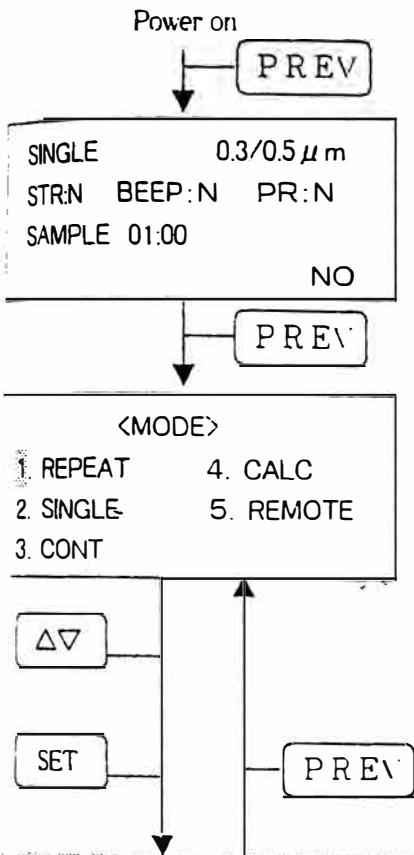 Power on
PREV
SINGLE 0.3/0.5 μm
STR:N BEEP:N PR:N
SAMPLE 01:00
NO
PREV
<MODE>
1. REPEAT 4. CALC
2. SINGLE 5. REMOTE
3. CONT
△▽
SET
PREV